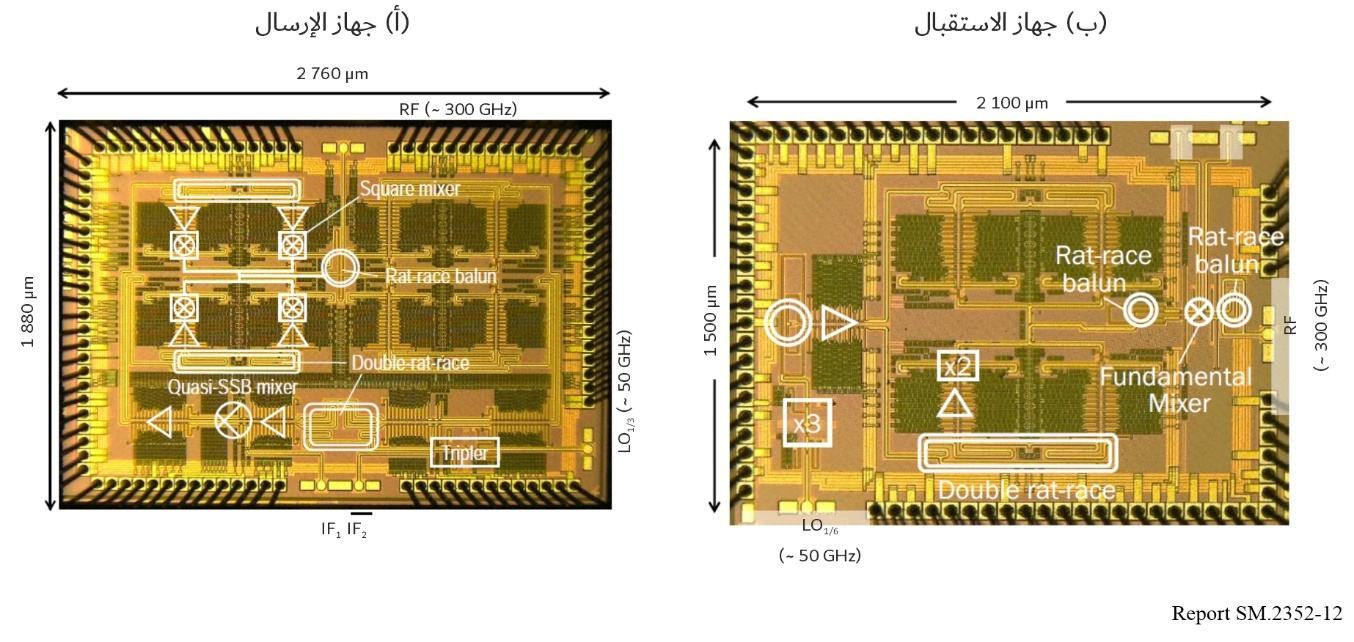 (أ) جهاز الإرسال
2 760 µm
RF (~ 300 GHz)
1 880 µm
Square mixer
Rat-race balun
Double-rat-race
Quasi-SSB mixer
Tripler
LO1/3 (~ 50 GHz)
IF1 IF2
(ب) جهاز الاستقبال
2 100 µm
1 500 µm
Rat-race
balun
Rat-race
balun
RF
(~ 300 GHz)
x2
Fundamental
Mixer
x3
Double rat-race
LO1/6
(~ 50 GHz)
Report SM.2352-12